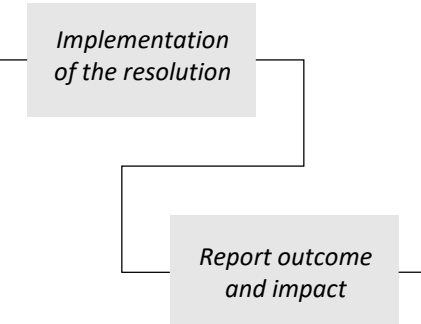 Implementation
of the resolution
Report outcome
and impact